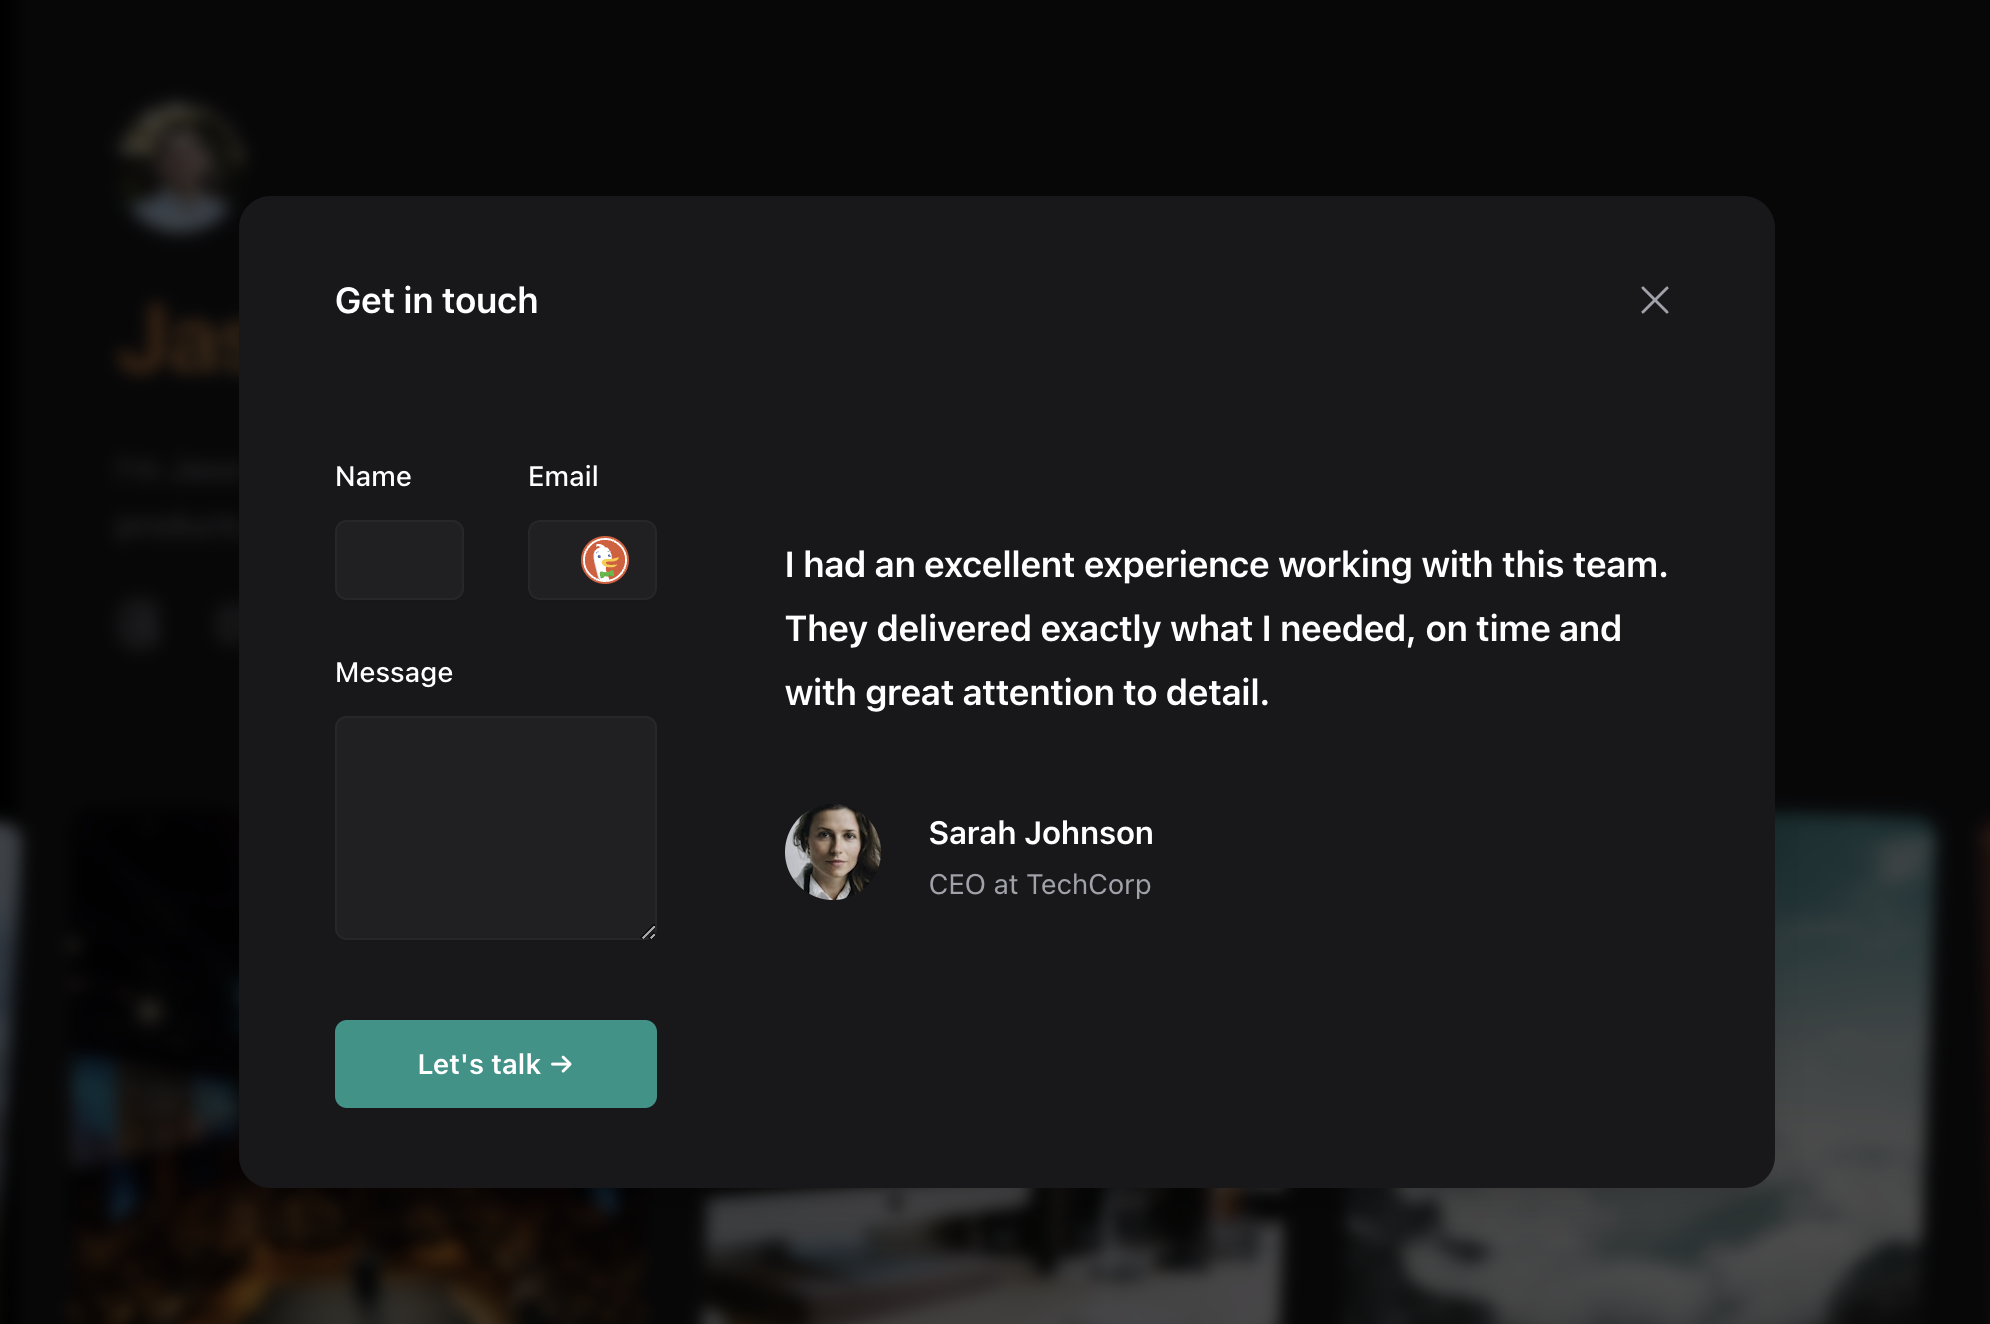 Get in touch
Name
Email
Message
Let's talk →
I had an excellent experience working with this team.
They delivered exactly what I needed, on time and
with great attention to detail.
Sarah Johnson
CEO at TechCorp